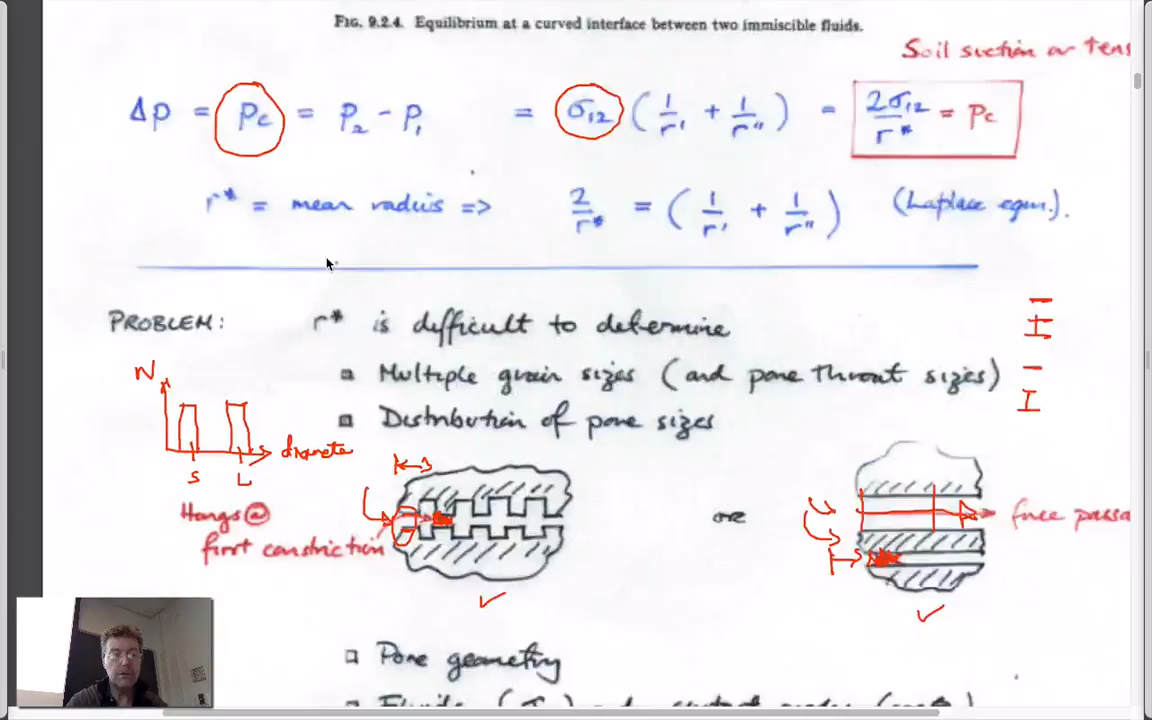 FIG. 9.2.4. Equilibrium at a curved interface between two immiscible fluids.
Soil suction or tens
Δp = Pc = P2 - P1 = σ12 (1/r' + 1/r") = 2σ12/r* = Pc
r* = mean radius => 2/r* = (1/r' + 1/r") (Laplace eqn.).
PROBLEM: r* is difficult to determine
Multiple grain sizes (and pore throat sizes)
Distribution of pore sizes
N
discrete
S L
Hangs @
first constriction
or
free passa
Pore geometry